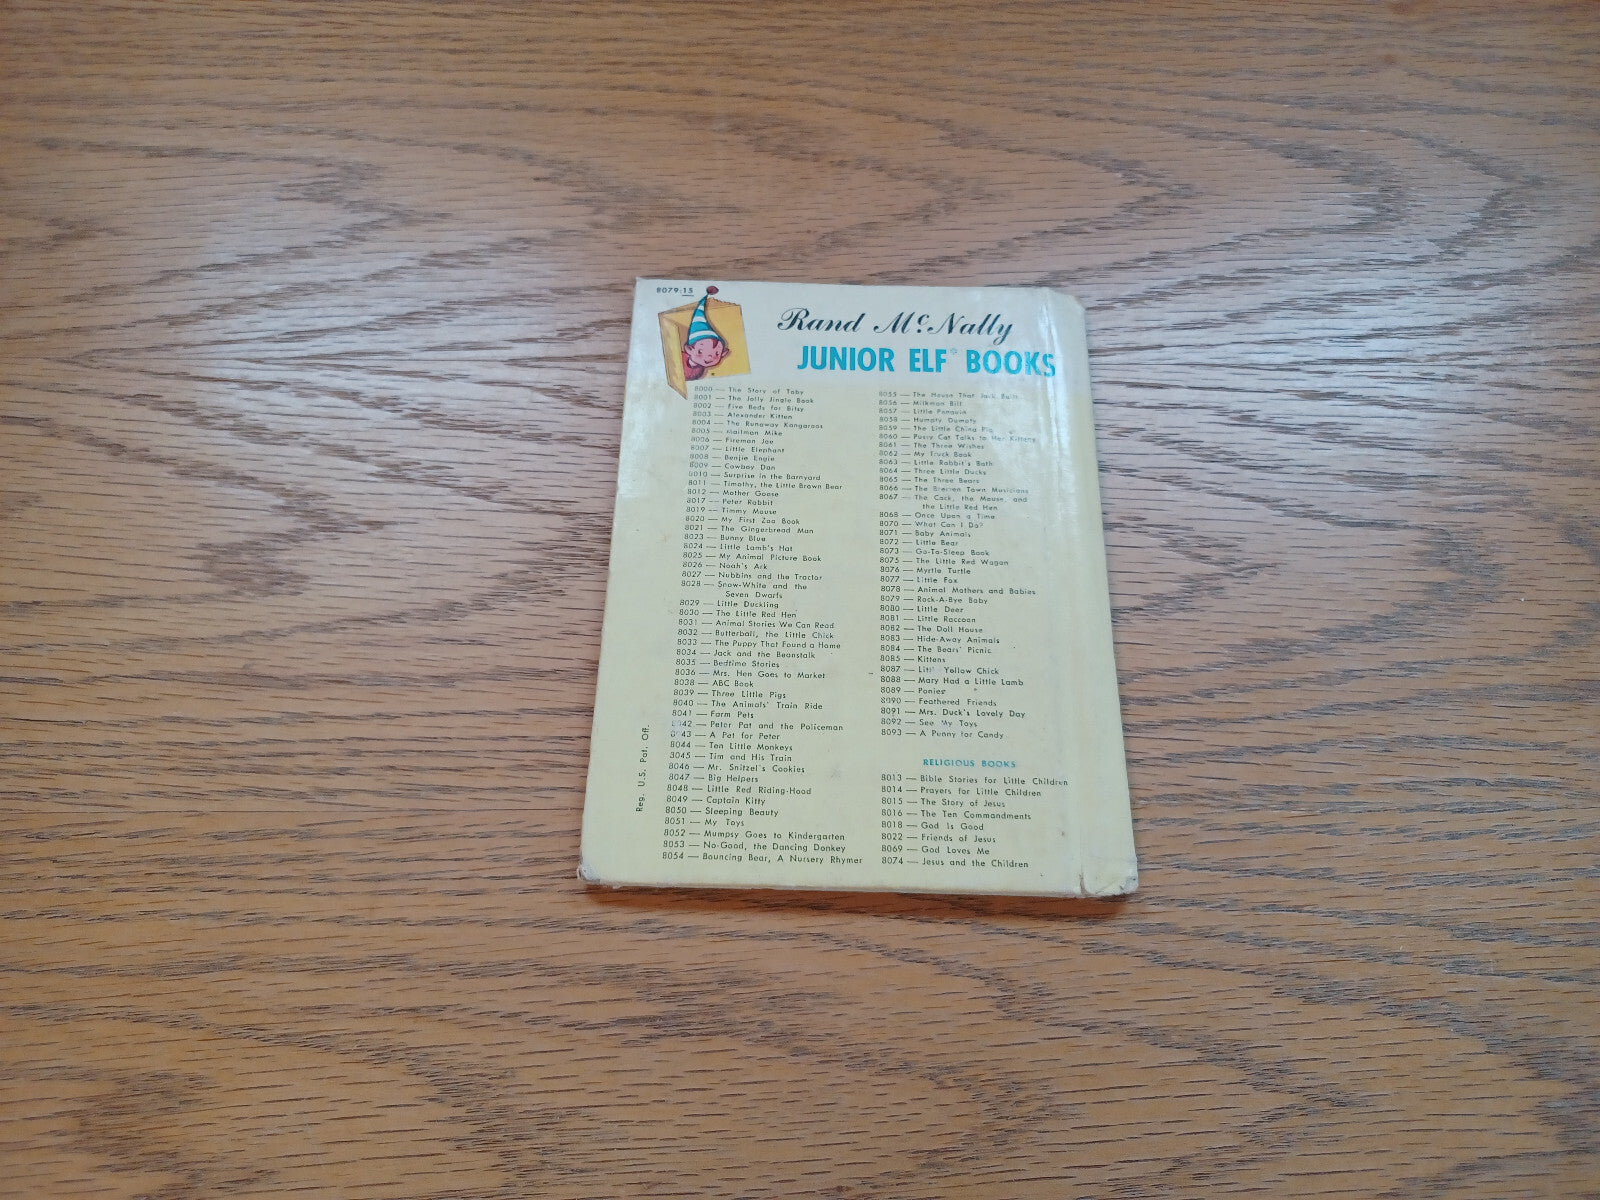 8079:15
Rand McNally
JUNIOR ELF® BOOKS
8000 — The Story of Toby
8001 — The Jolly Jingle Book
8002 — Five Beds for Bitsy
8003 — Alexander Kitten
8004 — The Runaway Kangaroos
8005 — Mailman Mike
8006 — Fireman Joe
8007 — Little Elephant
8008 — Benjie Engie
8009 — Cowboy Dan
8010 — Surprise in the Barnyard
8011 — Timothy, the Little Brown Bear
8012 — Mother Goose
8017 — Peter Rabbit
8019 — Timmy Mouse
8020 — My First Zoo Book
8021 — The Gingerbread Man
8023 — Bunny Blue
8024 — Little Lamb's Hat
8025 — My Animal Picture Book
8026 — Noah's Ark
8027 — Nubbins and the Tractor
8028 — Snow-White and the
Seven Dwarfs
8029 — Little Duckling
8030 — The Little Red Hen
8031 — Animal Stories We Can Read
8032 — Butterball, the Little Chick
8033 — The Puppy That Found a Home
8034 — Jack and the Beanstalk
8035 — Bedtime Stories
8036 — Mrs. Hen Goes to Market
8038 — ABC Book
8039 — Three Little Pigs
8040 — The Animals' Train Ride
8041 — Farm Pets
8042 — Peter Pat and the Policeman
8043 — A Pet for Peter
8044 — Ten Little Monkeys
8045 — Tim and His Train
8046 — Mr. Snitzel's Cookies
8047 — Big Helpers
8048 — Little Red Riding-Hood
8049 — Captain Kitty
8050 — Sleeping Beauty
8051 — My Toys
8052 — Mumpsy Goes to Kindergarten
8053 — No-Good, the Dancing Donkey
8054 — Bouncing Bear, A Nursery Rhymer
8055 — The House That Jack Built
8056 — Milkman Bill
8057 — Little Penguin
8058 — Humpty Dumpty
8059 — The Little China Pig
8060 — Pussy Cat Talks to Her Kittens
8061 — The Three Wishes
8062 — My Truck Book
8063 — Little Rabbit's Bath
8064 — Three Little Ducks
8065 — The Three Bears
8066 — The Bremen Town Musicians
8067 — The Cock, the Mouse, and
the Little Red Hen
8068 — Once Upon a Time
8070 — What Can I Do?
8071 — Baby Animals
8072 — Little Bear
8073 — Go-To-Sleep Book
8075 — The Little Red Wagon
8076 — Myrtle Turtle
8077 — Little Fox
8078 — Animal Mothers and Babies
8079 — Rock-A-Bye Baby
8080 — Little Deer
8081 — Little Raccoon
8082 — The Doll House
8083 — Hide-Away Animals
8084 — The Bears' Picnic
8085 — Kittens
8087 — Little Yellow Chick
8088 — Mary Had a Little Lamb
8089 — Ponies
8090 — Feathered Friends
8091 — Mrs. Duck's Lovely Day
8092 — See My Toys
8093 — A Penny for Candy
RELIGIOUS BOOKS
8013 — Bible Stories for Little Children
8014 — Prayers for Little Children
8015 — The Story of Jesus
8016 — The Ten Commandments
8018 — God Is Good
8022 — Friends of Jesus
8069 — God Loves Me
8074 — Jesus and the Children
Reg. U.S. Pat. Off.